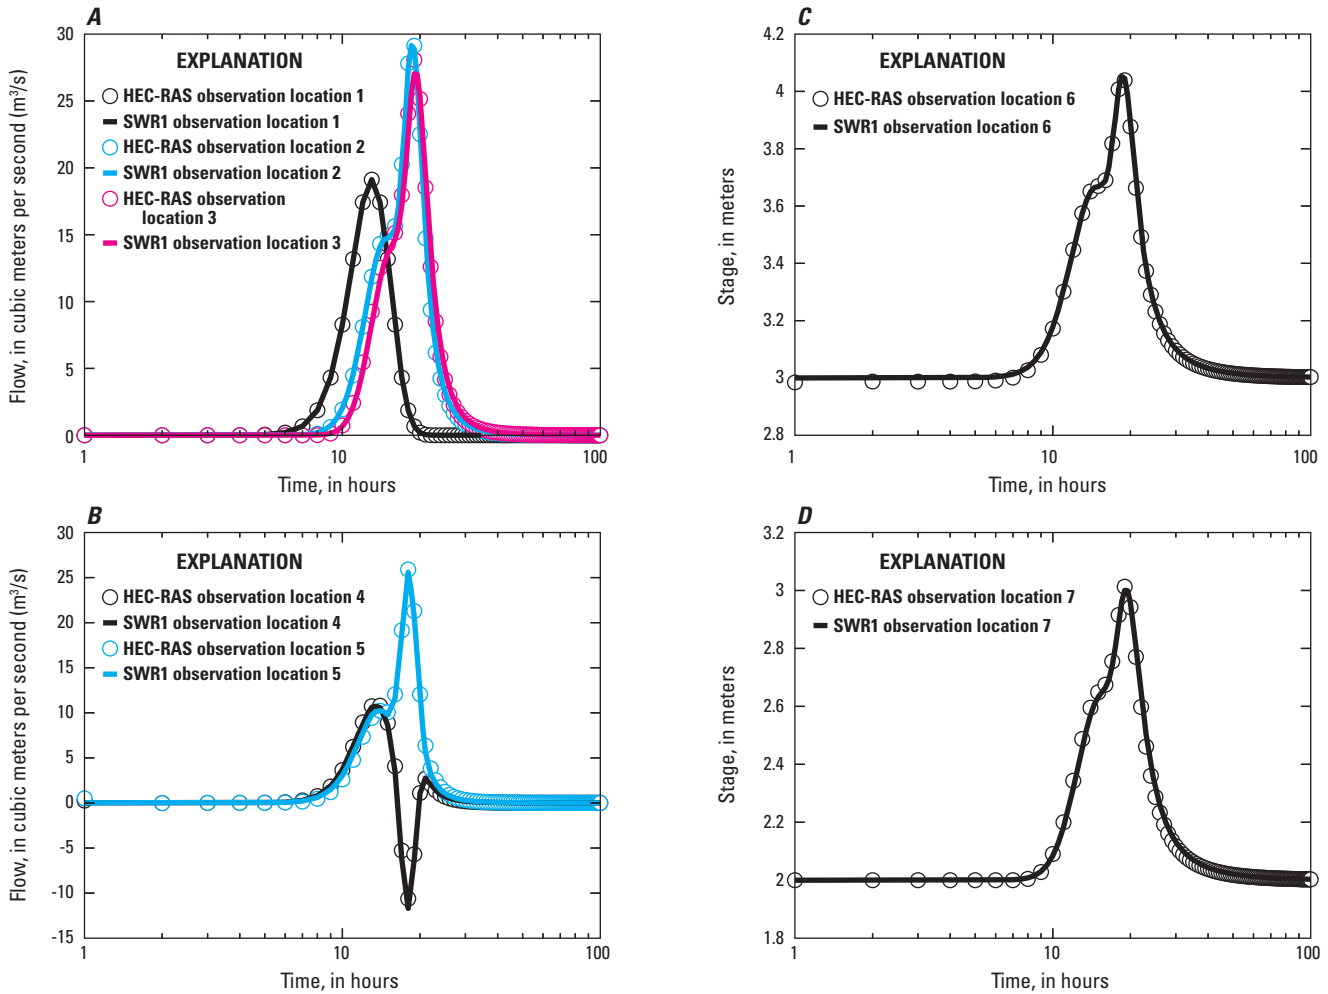 A
30
25
20
15
10
5
0
Flow, in cubic meters per second (m³/s)
EXPLANATION
HEC-RAS observation location 1
SWR1 observation location 1
HEC-RAS observation location 2
SWR1 observation location 2
HEC-RAS observation
location 3
SWR1 observation location 3
1
10
100
Time, in hours
B
30
25
20
15
10
5
0
-5
-10
-15
Flow, in cubic meters per second (m³/s)
EXPLANATION
HEC-RAS observation location 4
SWR1 observation location 4
HEC-RAS observation location 5
SWR1 observation location 5
1
10
100
Time, in hours
C
4.2
4
3.8
3.6
3.4
3.2
3
2.8
Stage, in meters
EXPLANATION
HEC-RAS observation location 6
SWR1 observation location 6
1
10
100
Time, in hours
D
3.2
3
2.8
2.6
2.4
2.2
2
1.8
Stage, in meters
EXPLANATION
HEC-RAS observation location 7
SWR1 observation location 7
1
10
100
Time, in hours